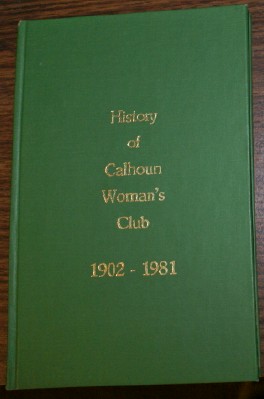 History
of
Calhoun
Woman's
Club
1902 - 1981